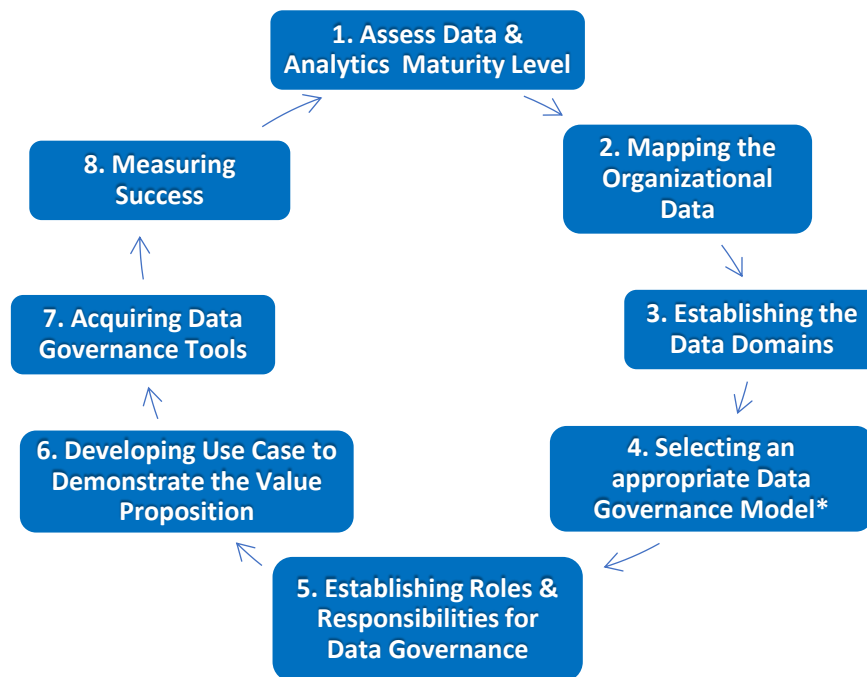 1. Assess Data &
Analytics Maturity Level
2. Mapping the
Organizational
Data
3. Establishing the
Data Domains
4. Selecting an
appropriate Data
Governance Model*
5. Establishing Roles &
Responsibilities for
Data Governance
6. Developing Use Case to
Demonstrate the Value
Proposition
7. Acquiring Data
Governance Tools
8. Measuring
Success